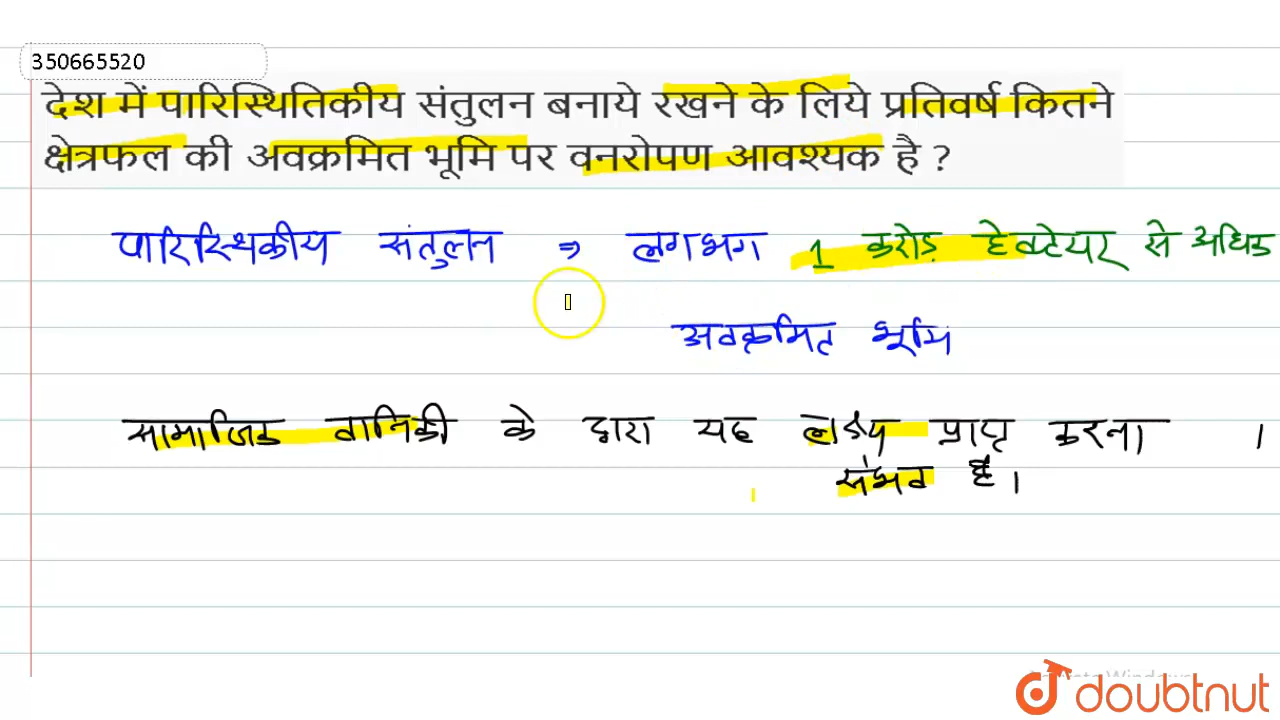 350665520
देश में पारिस्थितिकीय संतुलन बनाये रखने के लिये प्रतिवर्ष कितने
क्षेत्रफल की अवक्रमित भूमि पर वनरोपण आवश्यक है ?
पारिस्थिकीय संतुलन ⇒ लगभग 1 करोड़ हेक्टेयर से अधिक
अवक्रमित भूमि
सामाजिक वानिकी के द्वारा यह लक्ष्य प्राप्त करना ।
संभव है ।
doubtnut